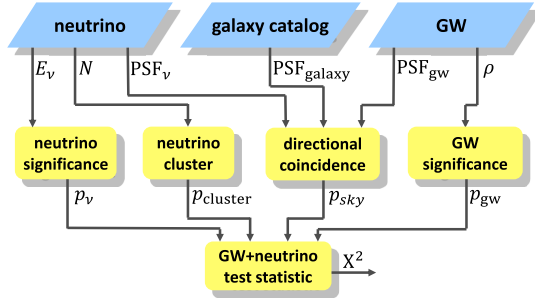 neutrino galaxy catalog GW
E_ν N PSF_ν PSF_galaxy PSF_gw ρ
neutrino significance
neutrino cluster
directional coincidence
GW significance
p_ν p_cluster p_sky p_gw
GW+neutrino
test statistic
X²